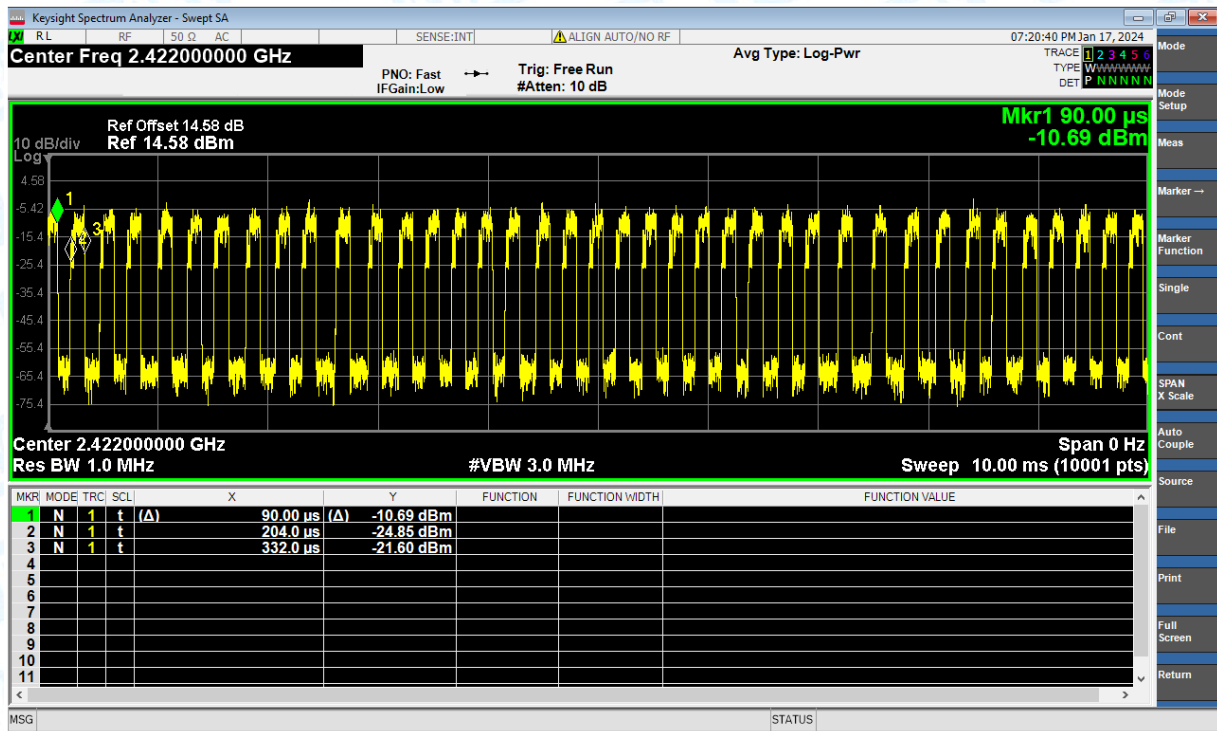 Keysight Spectrum Analyzer - Swept SA
LXI RL RF 50 Ω AC SENSE:INT ALIGN AUTO/NO RF 07:20:40 PM Jan 17, 2024
Center Freq 2.422000000 GHz
PNO: Fast
IFGain:Low
Trig: Free Run
#Atten: 10 dB
Avg Type: Log-Pwr
TRACE 1 2 3 4 5 6
TYPE WWWWWW
DET P N N N N N
Mkr1 90.00 µs
-10.69 dBm
Ref Offset 14.58 dB
10 dB/div Ref 14.58 dBm
Log
4.58
-5.42
-15.4
-25.4
-35.4
-45.4
-55.4
-65.4
-75.4
1
2
3
Center 2.422000000 GHz Span 0 Hz
Res BW 1.0 MHz #VBW 3.0 MHz Sweep 10.00 ms (10001 pts)
MKR MODE TRC SCL X Y FUNCTION FUNCTION WIDTH FUNCTION VALUE
1 N 1 t (Δ) 90.00 µs (Δ) -10.69 dBm
2 N 1 t 204.0 µs -24.85 dBm
3 N 1 t 332.0 µs -21.60 dBm
4
5
6
7
8
9
10
11
MSG STATUS
Mode
Mode
Setup
Meas
Marker →
Marker
Function
Single
Cont
SPAN
X Scale
Auto
Couple
Source
File
Print
Full
Screen
Return